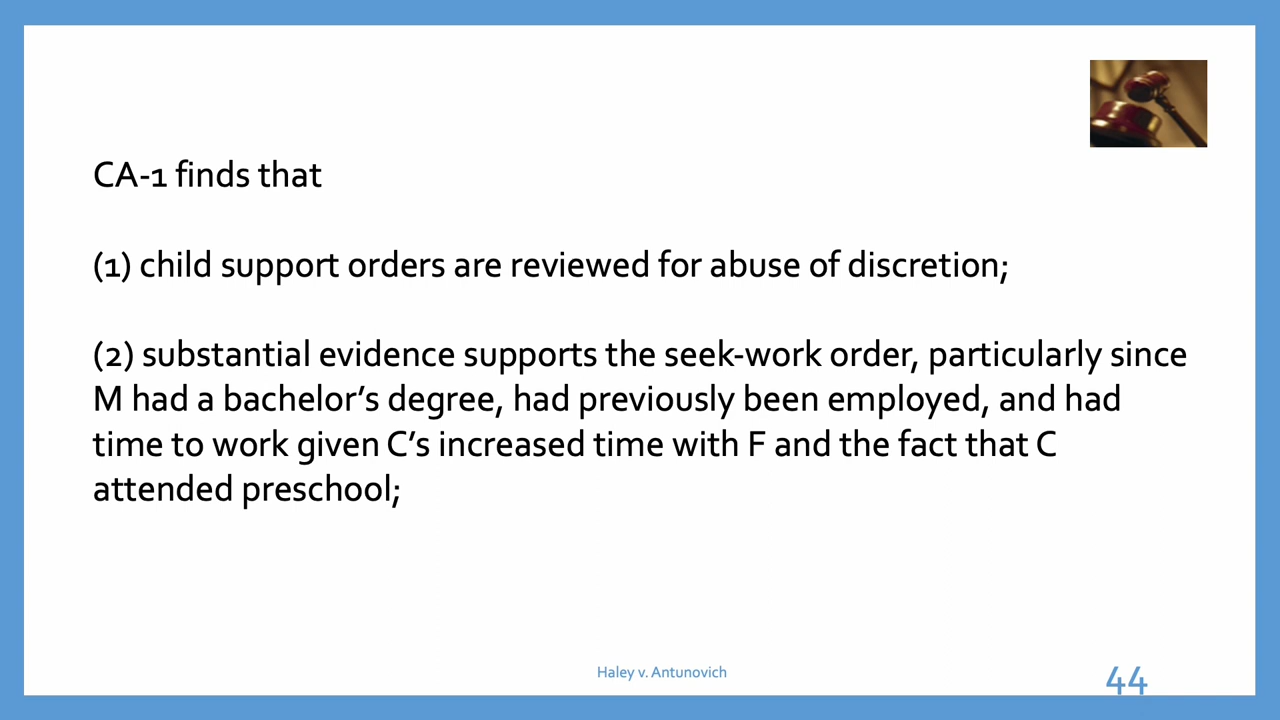 CA-1 finds that
(1) child support orders are reviewed for abuse of discretion;
(2) substantial evidence supports the seek-work order, particularly since
M had a bachelor’s degree, had previously been employed, and had
time to work given C’s increased time with F and the fact that C
attended preschool;
Haley v. Antunovich
44